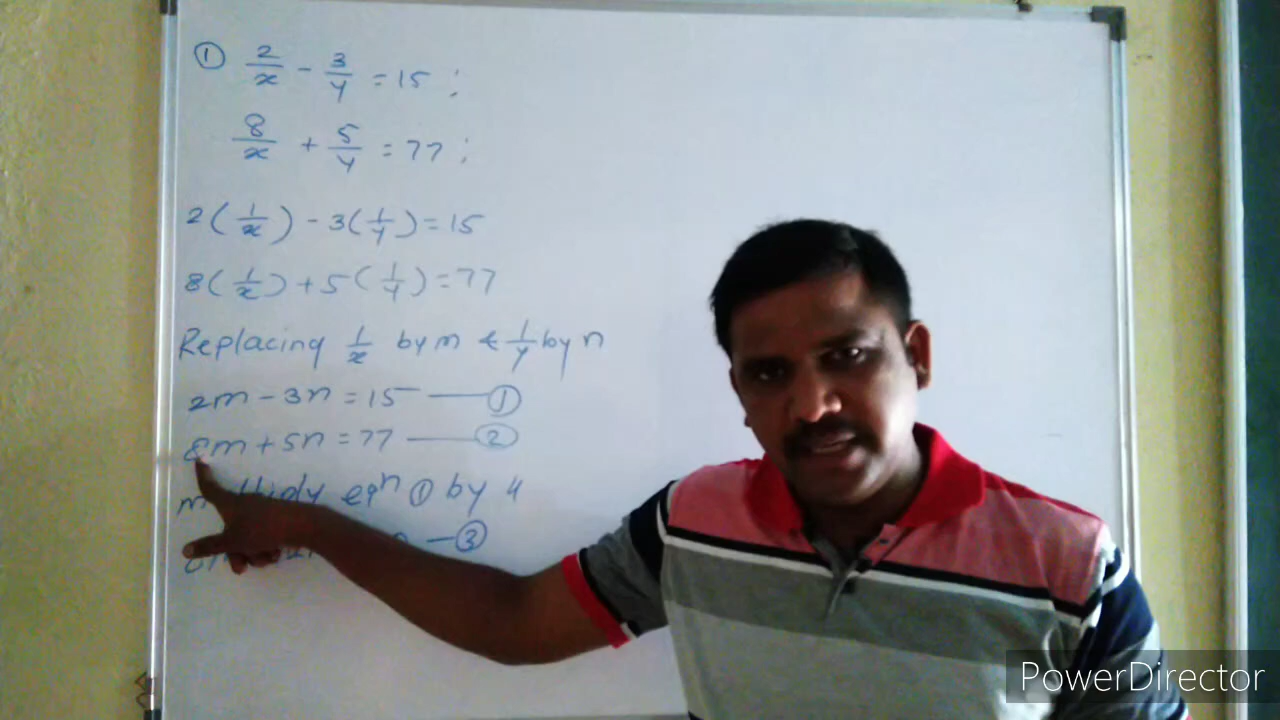 ① 2/x - 3/y = 15 ;
8/x + 5/y = 77 ;
2(1/x) - 3(1/y) = 15
8(1/x) + 5(1/y) = 77
Replacing 1/x by m & 1/y by n
2m - 3n = 15 — ①
8m + 5n = 77 — ②
eqn ① by 4
— ③
PowerDirector